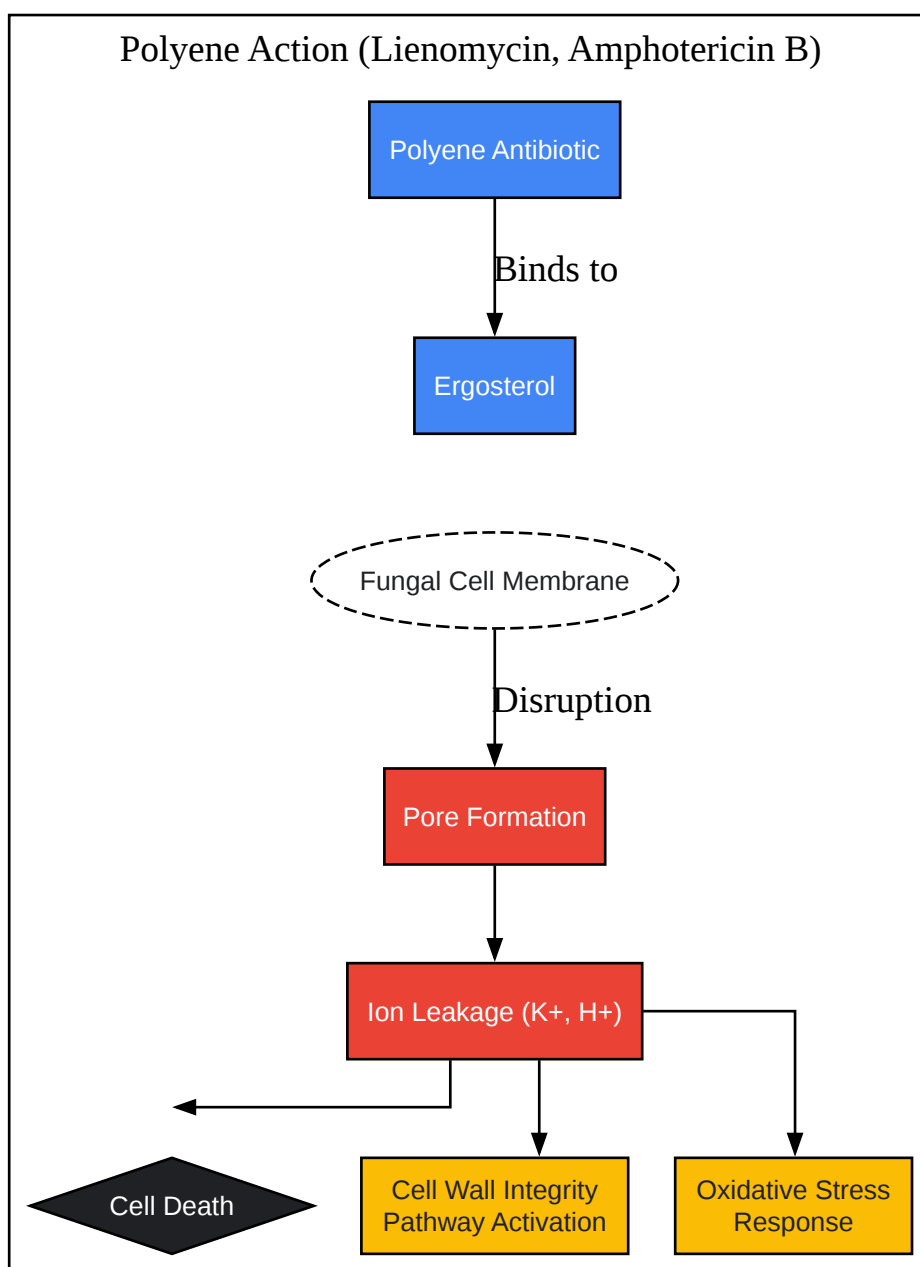 Polyene Action (Lienomycin, Amphotericin B)
Polyene Antibiotic
Binds to
Ergosterol
Fungal Cell Membrane
Disruption
Pore Formation
Ion Leakage (K+, H+)
Cell Death
Cell Wall Integrity
Pathway Activation
Oxidative Stress
Response